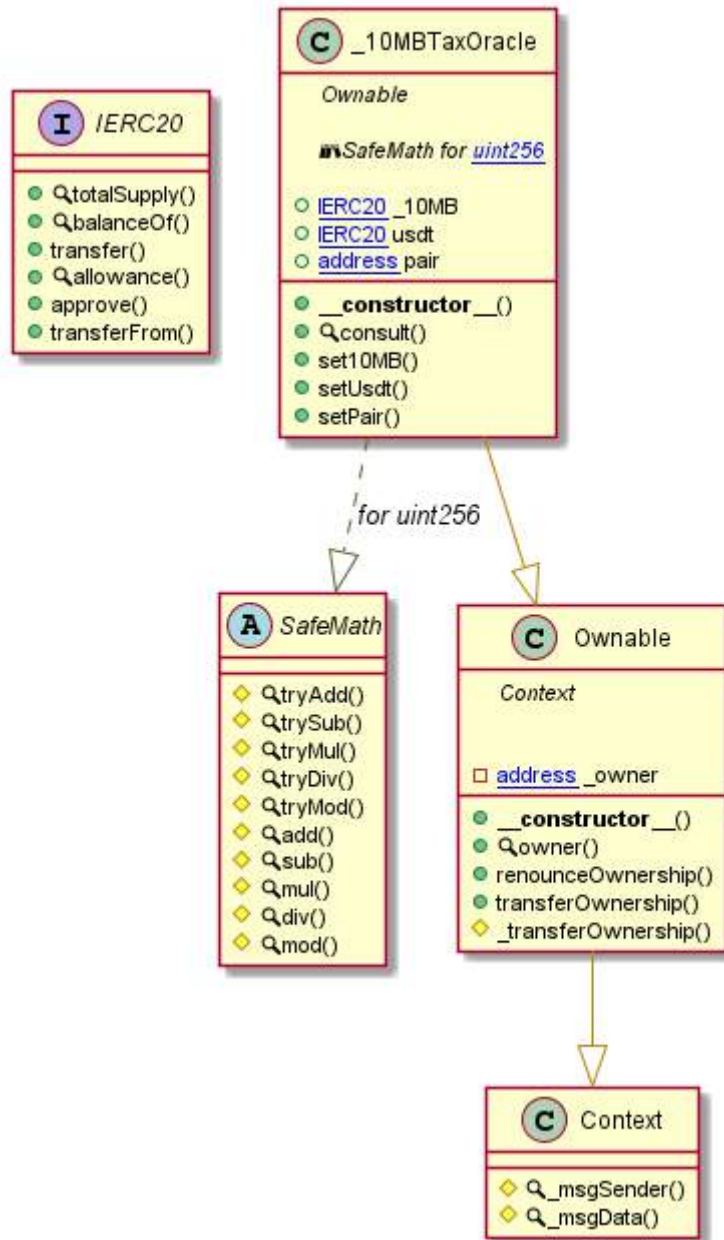 I IERC20
totalSupply()
balanceOf()
transfer()
allowance()
approve()
transferFrom()
C _10MBTaxOracle
Ownable
SafeMath for uint256
IERC20 _10MB
IERC20 usdt
address pair
__constructor__()
consult()
set10MB()
setUsdt()
setPair()
for uint256
A SafeMath
tryAdd()
trySub()
tryMul()
tryDiv()
tryMod()
add()
sub()
mul()
div()
mod()
C Ownable
Context
address _owner
__constructor__()
owner()
renounceOwnership()
transferOwnership()
_transferOwnership()
C Context
_msgSender()
_msgData()